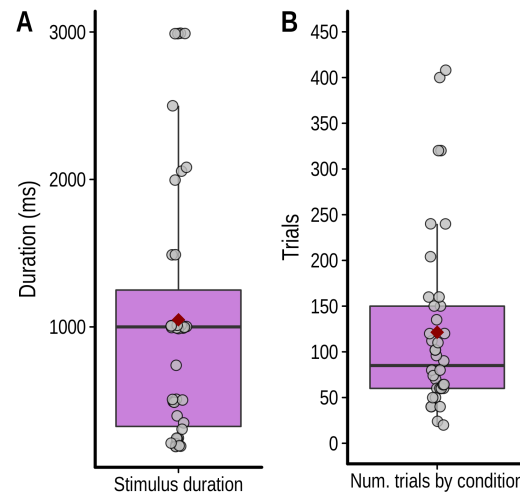 A
Duration (ms)
3000
2000
1000
Stimulus duration
B
Trials
450
400
350
300
250
200
150
100
50
0
Num. trials by condition